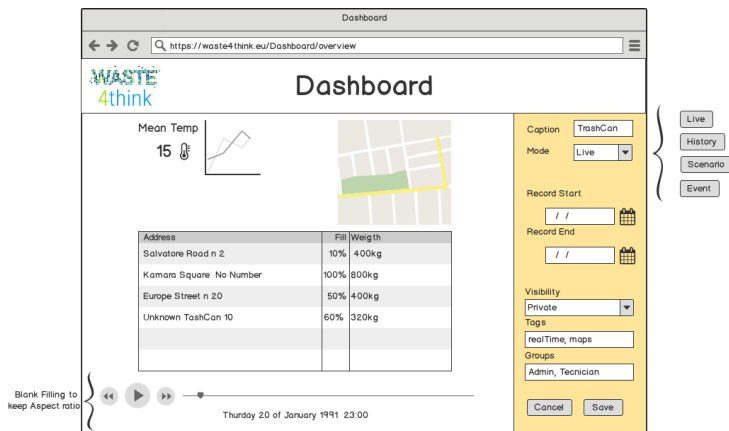 Dashboard
https://waste4think.eu/Dashboard/overview
WASTE
4think
Dashboard
Mean Temp
15
Caption TrashCan
Mode Live
Live
History
Scenario
Event
Record Start
/ /
Record End
/ /
Address Fill Weigth
Salvatore Road n 2 10% 400kg
Kamara Square No Number 100% 800kg
Europe Street n 20 50% 400kg
Unknown TashCan 10 60% 320kg
Visibility
Private
Tags
realTime, maps
Groups
Admin, Tecnician
Cancel Save
Blank Filling to
keep Aspect ratio
Thurday 20 of January 1991 23:00